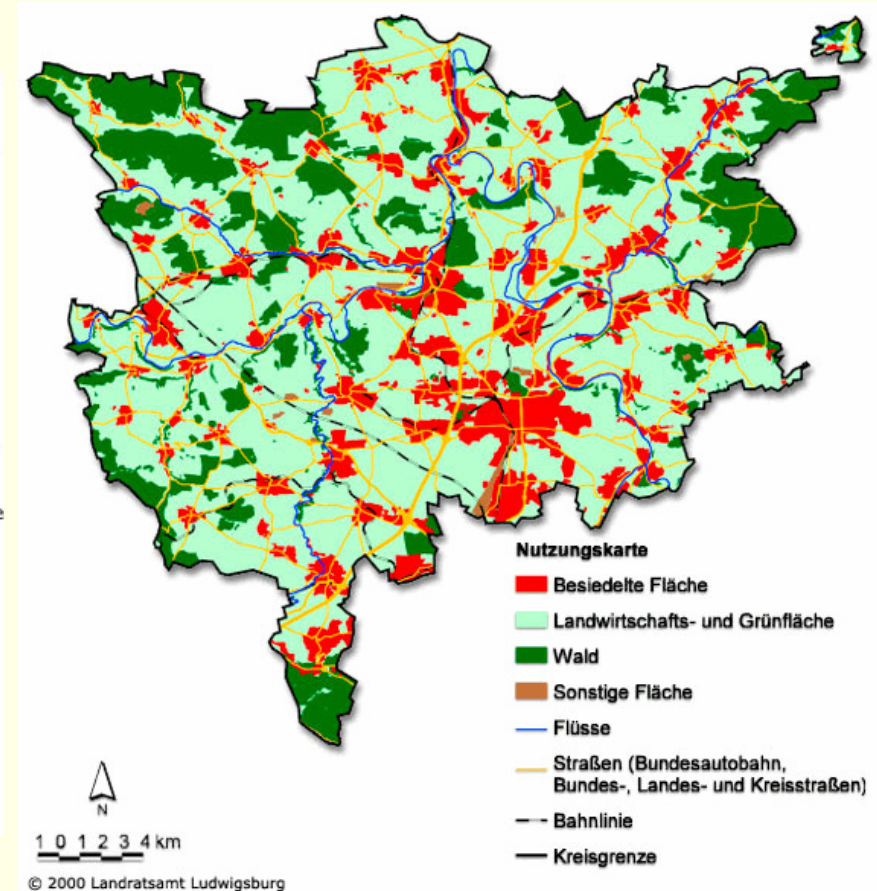 Nutzungskarte
Besiedelte Fläche
Landwirtschafts- und Grünfläche
Wald
Sonstige Fläche
Flüsse
Straßen (Bundesautobahn,
Bundes-, Landes- und Kreisstraßen)
Bahnlinie
Kreisgrenze
N
1 0 1 2 3 4 km
© 2000 Landratsamt Ludwigsburg